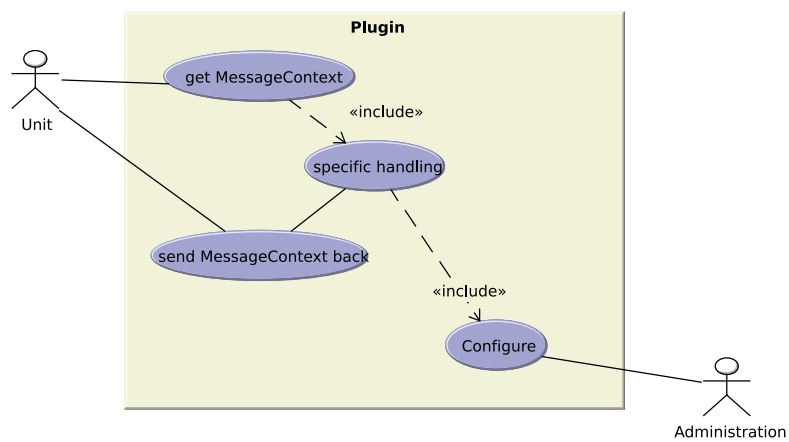 Plugin
get MessageContext
«include»
Unit
specific handling
send MessageContext back
«include»
Configure
Administration